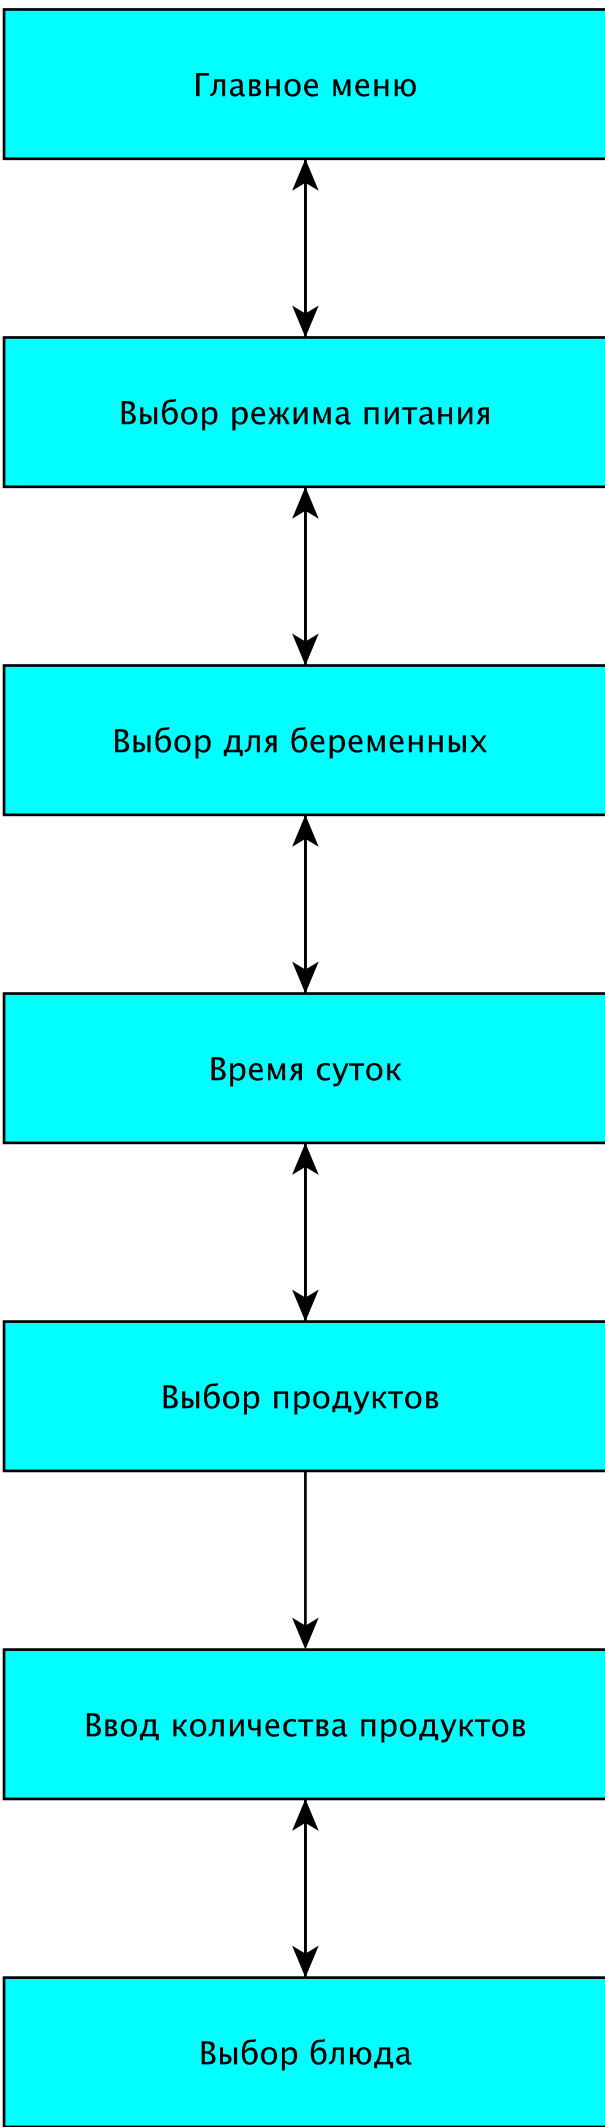 Главное меню
Выбор режима питания
Выбор для беременных
Время суток
Выбор продуктов
Ввод количества продуктов
Выбор блюда